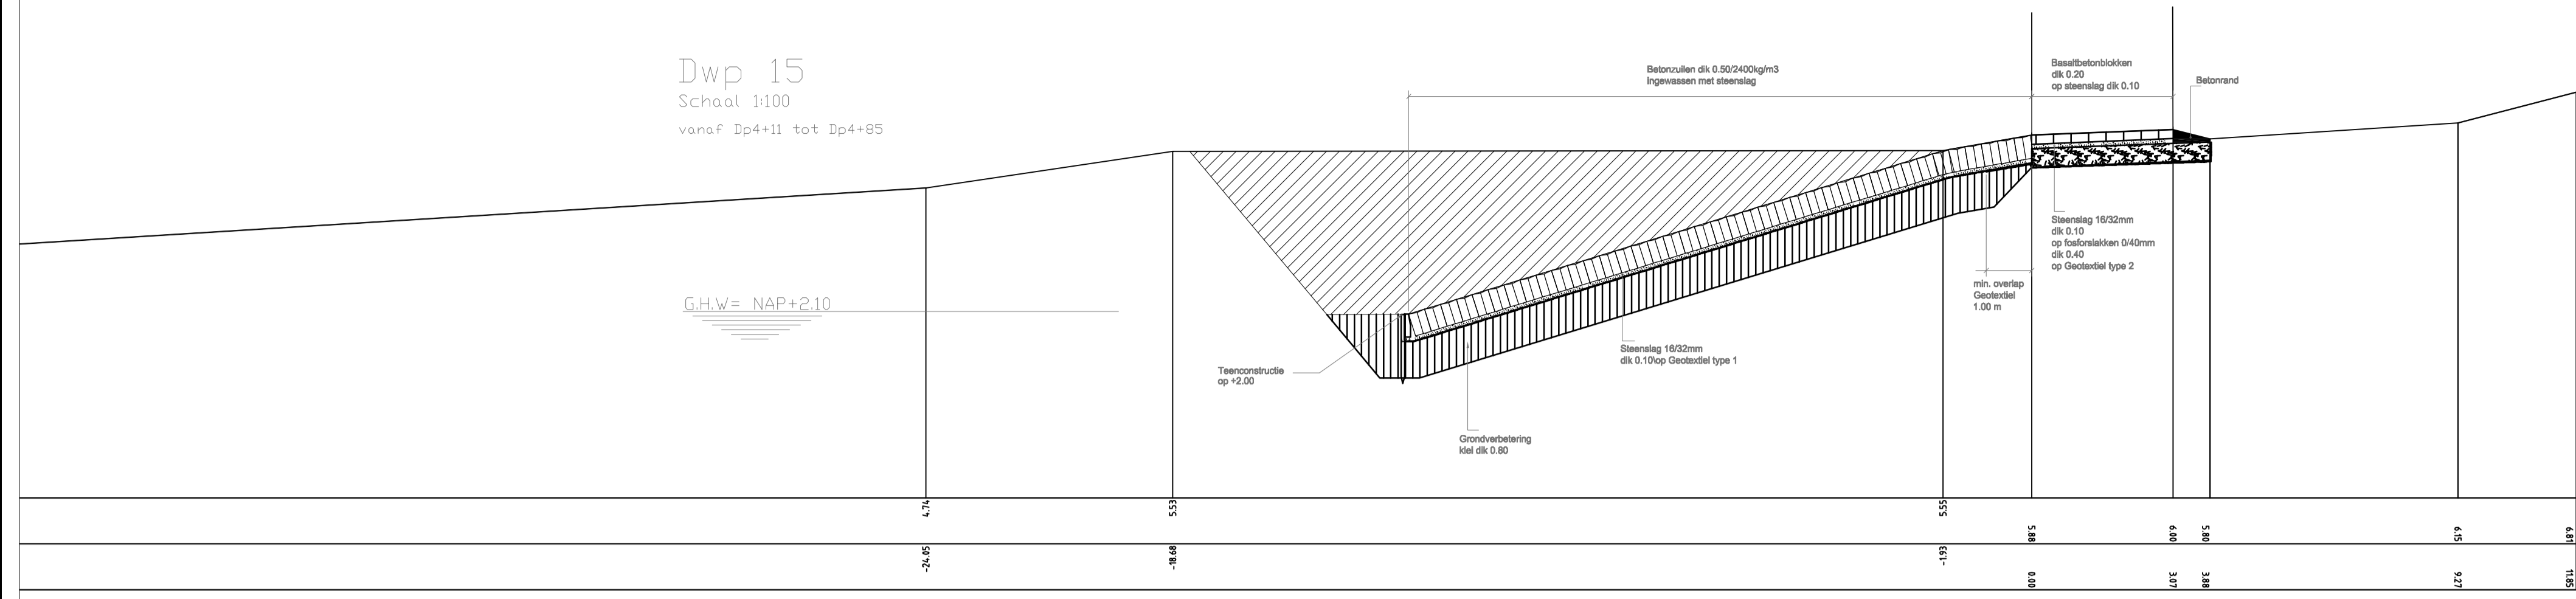 Dwp 15
Schaal 1:100
vanaf Dp4+11 tot Dp4+85
G.H.W= NAP+2.10
Betonzuilen dik 0.50/2400kg/m3
Ingewassen met steenslag
Basaltbetonblokken
dik 0.20
op steenslag dik 0.10
Betonrand
Steenslag 16/32mm
dik 0.10
op fosforslakken 0/40mm
dik 0.40
op Geotextiel type 2
min. overlap
Geotextiel
1.00 m
Steenslag 16/32mm
dik 0.10\op Geotextiel type 1
Teenconstructie
op +2.00
Grondverbetering
klei dik 0.80
4.74
5.53
5.55
5.88
6.00
5.80
6.15
6.81
-24.05
-18.68
-1.93
0.00
3.07
3.88
9.27
11.85